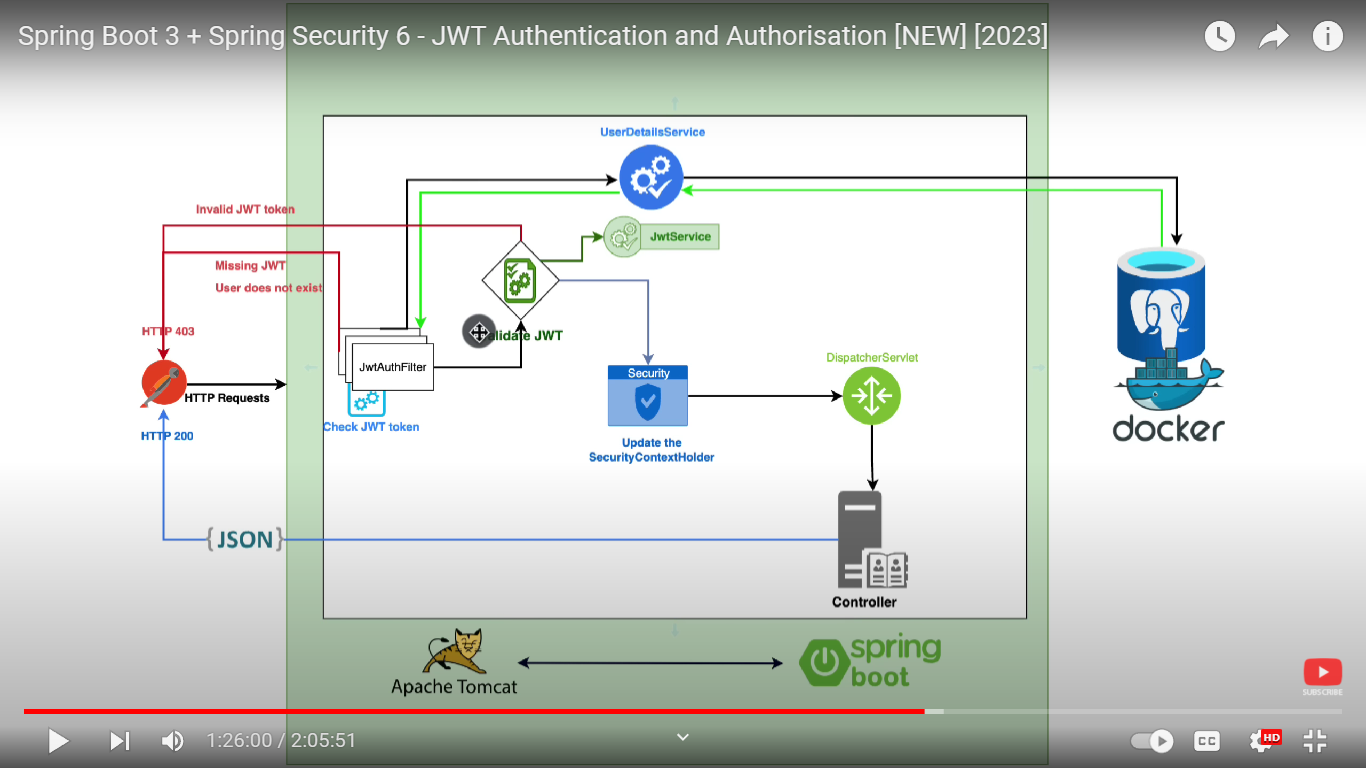 Spring Boot 3 + Spring Security 6 - JWT Authentication and Authorisation [NEW] [2023]
UserDetailsService
Invalid JWT token
JwtService
Missing JWT
User does not exist
HTTP 403
alidate JWT
DispatcherServlet
JwtAuthFilter
Security
HTTP Requests
Check JWT token
HTTP 200
Update the
SecurityContextHolder
docker
{JSON}
Controller
Apache Tomcat
spring
boot
SUBSCRIBE
1:26:00 / 2:05:51
CC
HD